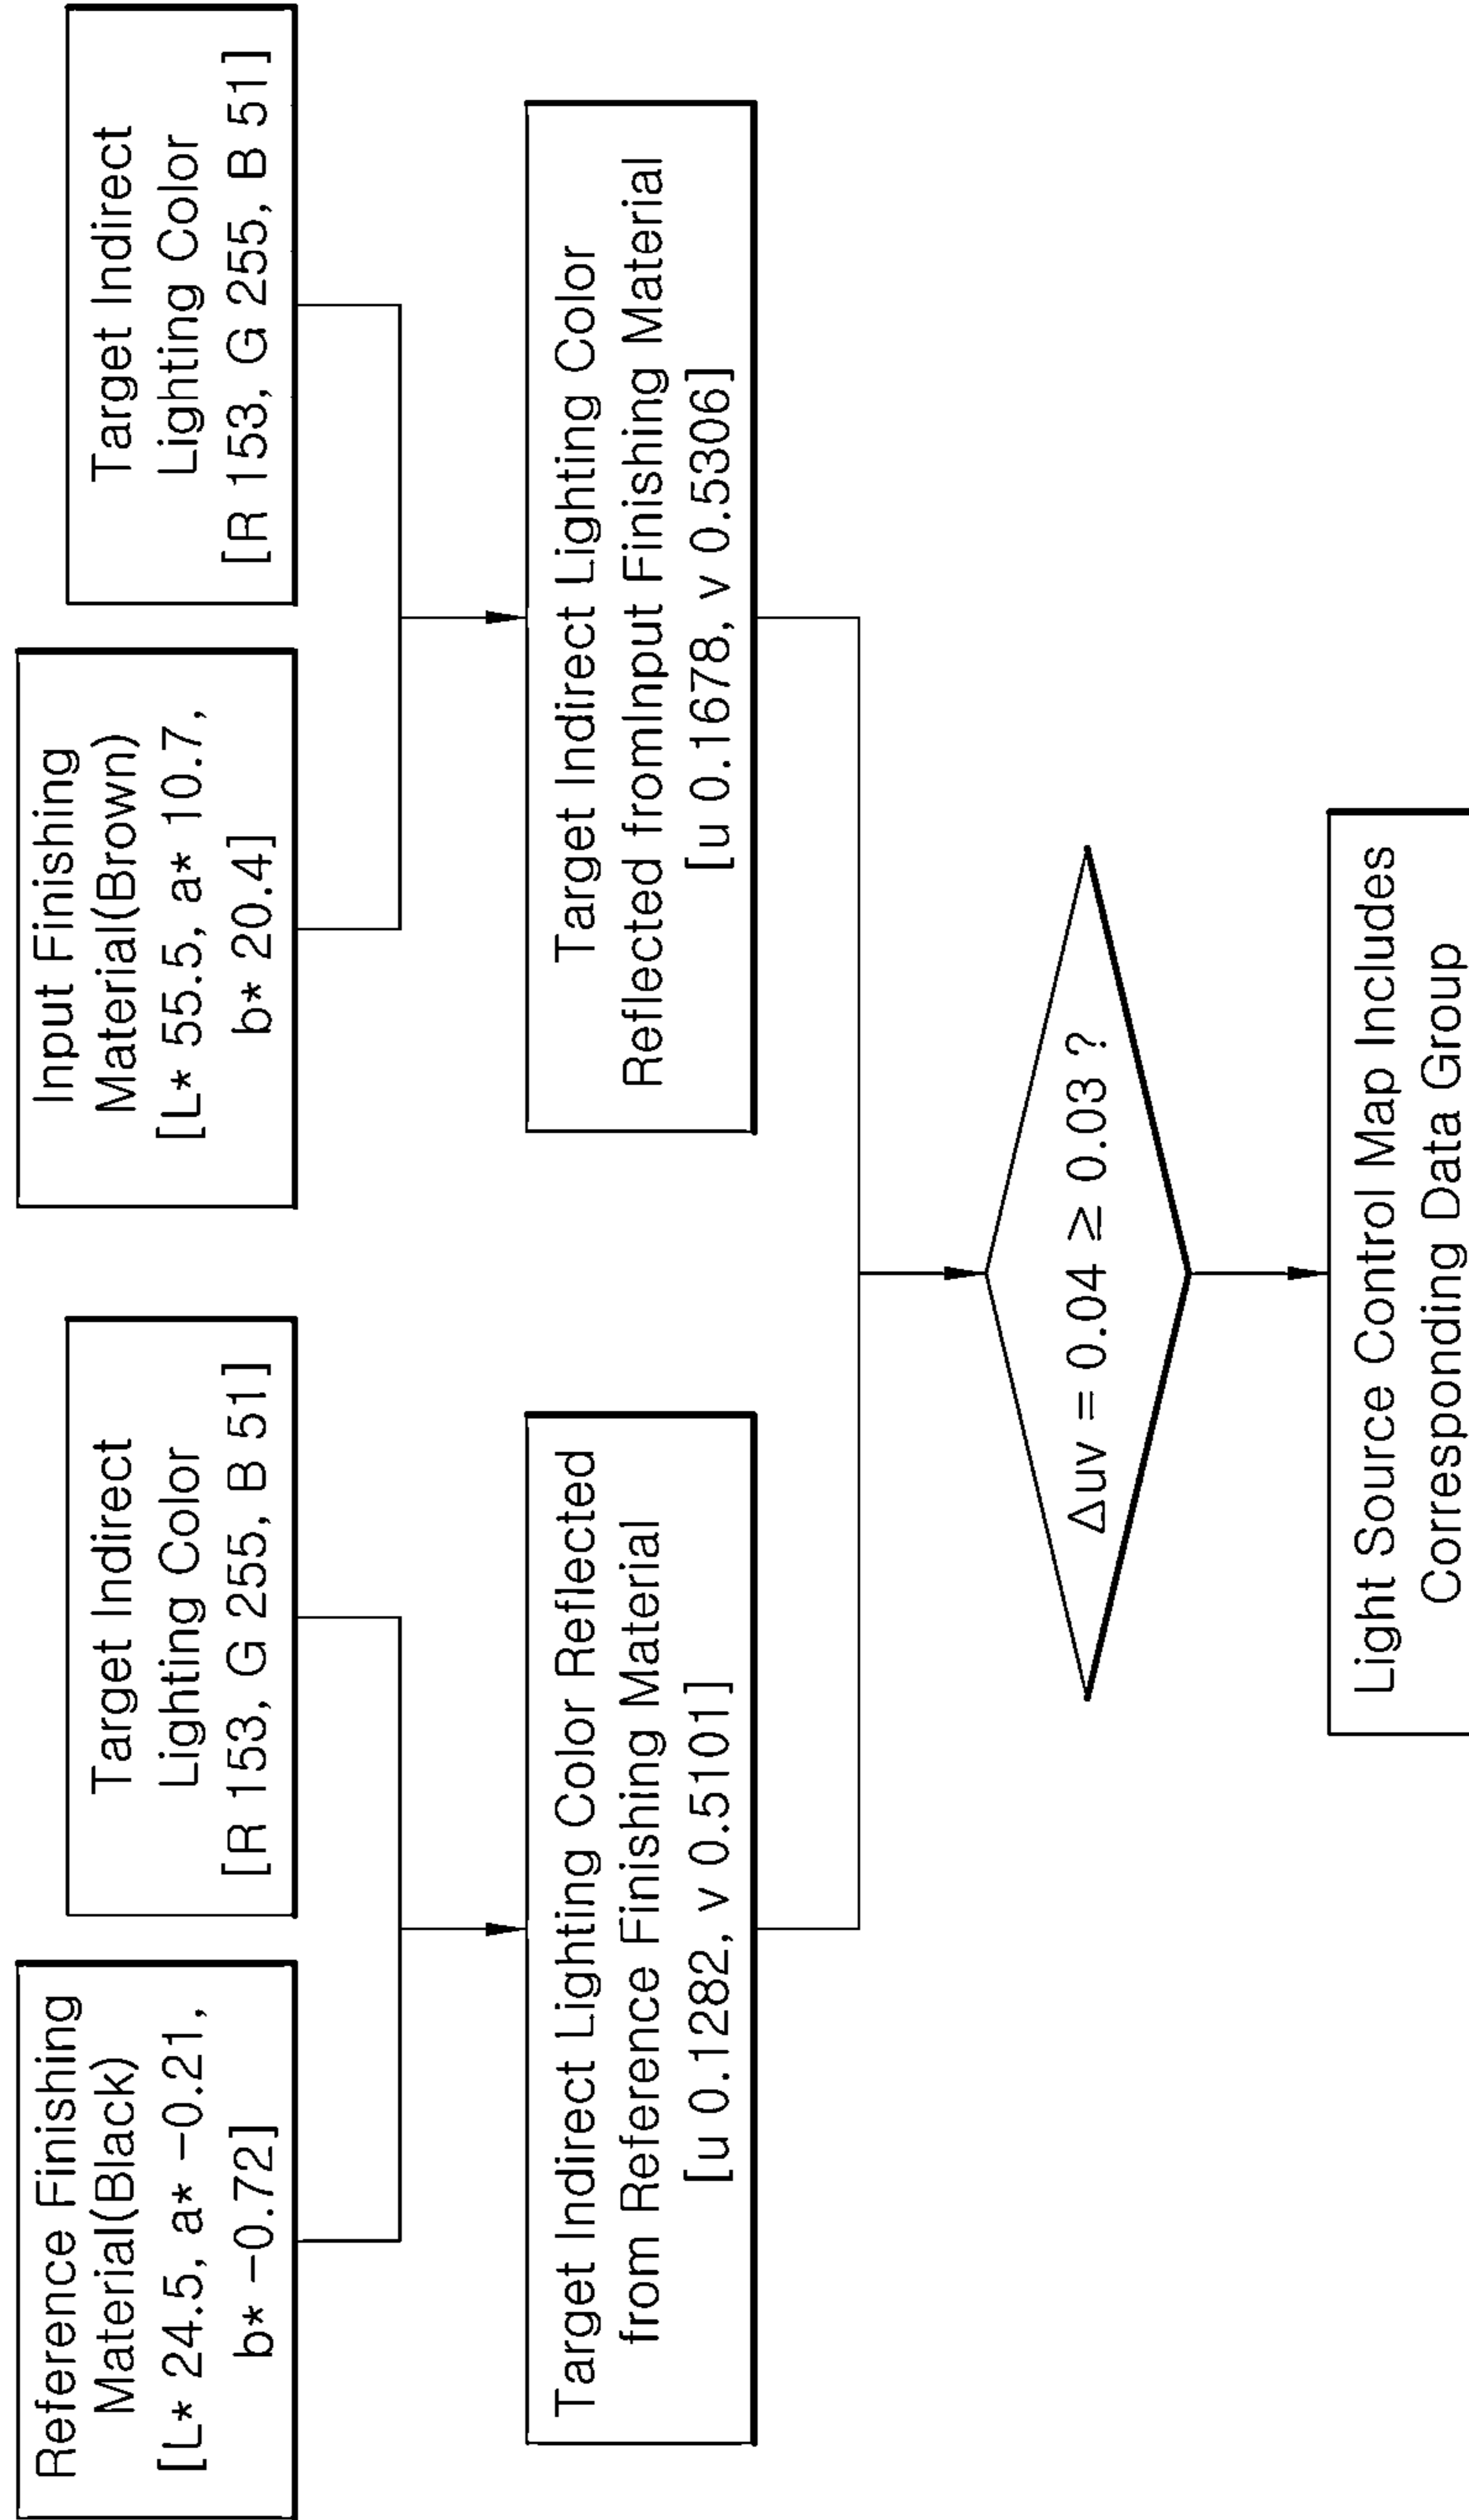 Reference Finishing
Material(Black)
[L* 24.5, a* -0.21,
b* -0.72]
Target Indirect
Lighting Color
[R 153, G 255, B 51]
Input Finishing
Material(Brown)
[L* 55.5, a* 10.7,
b* 20.4]
Target Indirect
Lighting Color
[R 153, G 255, B 51]
Target Indirect Lighting Color Reflected
from Reference Finishing Material
[u 0.1282, v 0.5101]
Target Indirect Lighting Color
Reflected fromInput Finishing Material
[u 0.1678, v 0.5306]
Δuv = 0.04 ≥ 0.03 ?
Light Source Control Map Includes
Corresponding Data Group